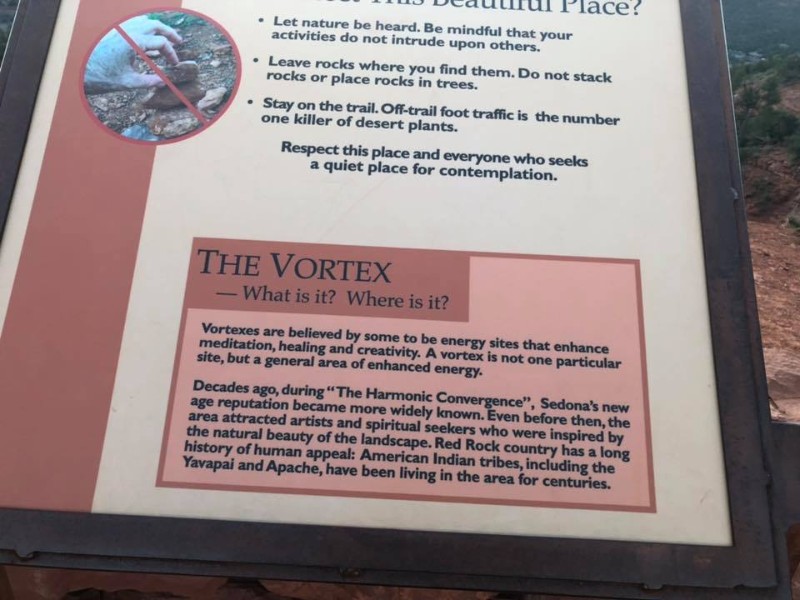 This Beautiful Place?
• Let nature be heard. Be mindful that your
activities do not intrude upon others.
• Leave rocks where you find them. Do not stack
rocks or place rocks in trees.
• Stay on the trail. Off-trail foot traffic is the number
one killer of desert plants.
Respect this place and everyone who seeks
a quiet place for contemplation.
THE VORTEX
— What is it? Where is it?
Vortexes are believed by some to be energy sites that enhance
meditation, healing and creativity. A vortex is not one particular
site, but a general area of enhanced energy.
Decades ago, during "The Harmonic Convergence", Sedona's new
age reputation became more widely known. Even before then, the
area attracted artists and spiritual seekers who were inspired by
the natural beauty of the landscape. Red Rock country has a long
history of human appeal: American Indian tribes, including the
Yavapai and Apache, have been living in the area for centuries.